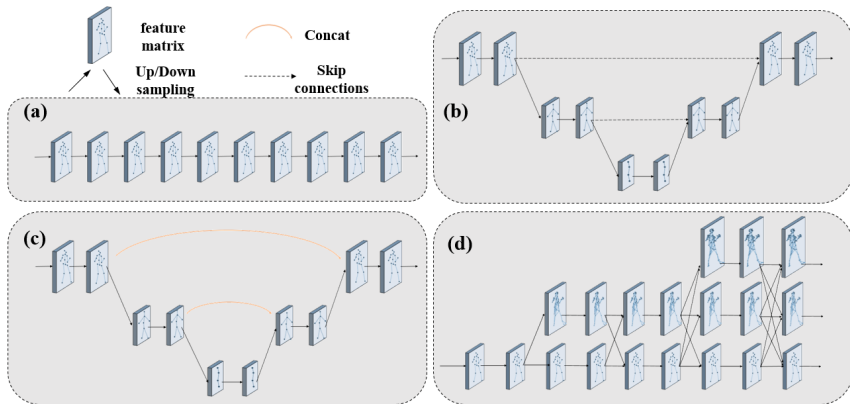 feature
matrix
Concat
Up/Down
sampling
Skip
connections
(a)
(b)
(c)
(d)